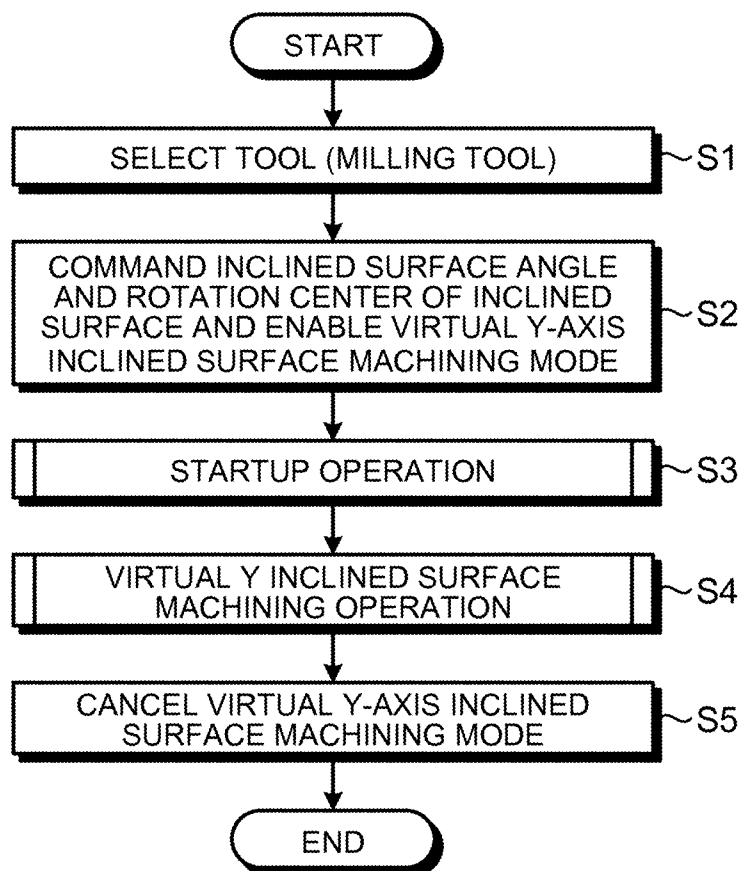 START
SELECT TOOL (MILLING TOOL)
S1
COMMAND INCLINED SURFACE ANGLE
AND ROTATION CENTER OF INCLINED
SURFACE AND ENABLE VIRTUAL Y-AXIS
INCLINED SURFACE MACHINING MODE
S2
STARTUP OPERATION
S3
VIRTUAL Y INCLINED SURFACE
MACHINING OPERATION
S4
CANCEL VIRTUAL Y-AXIS INCLINED
SURFACE MACHINING MODE
S5
END